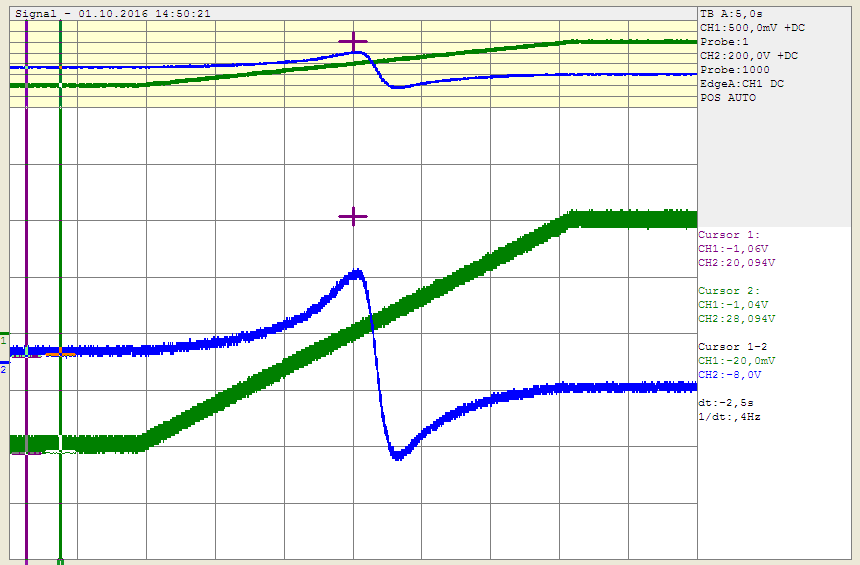 Signal - 01.10.2016 14:50:21
TB A:5,0s
CH1:500,0mV +DC
Probe:1
CH2:200,0V +DC
Probe:1000
EdgeA:CH1 DC
POS AUTO
Cursor 1:
CH1:-1,06V
CH2:20,094V
Cursor 2:
CH1:-1,04V
CH2:28,094V
Cursor 1-2
CH1:-20,0mV
CH2:-8,0V
dt:-2,5s
1/dt:,4Hz
1
2